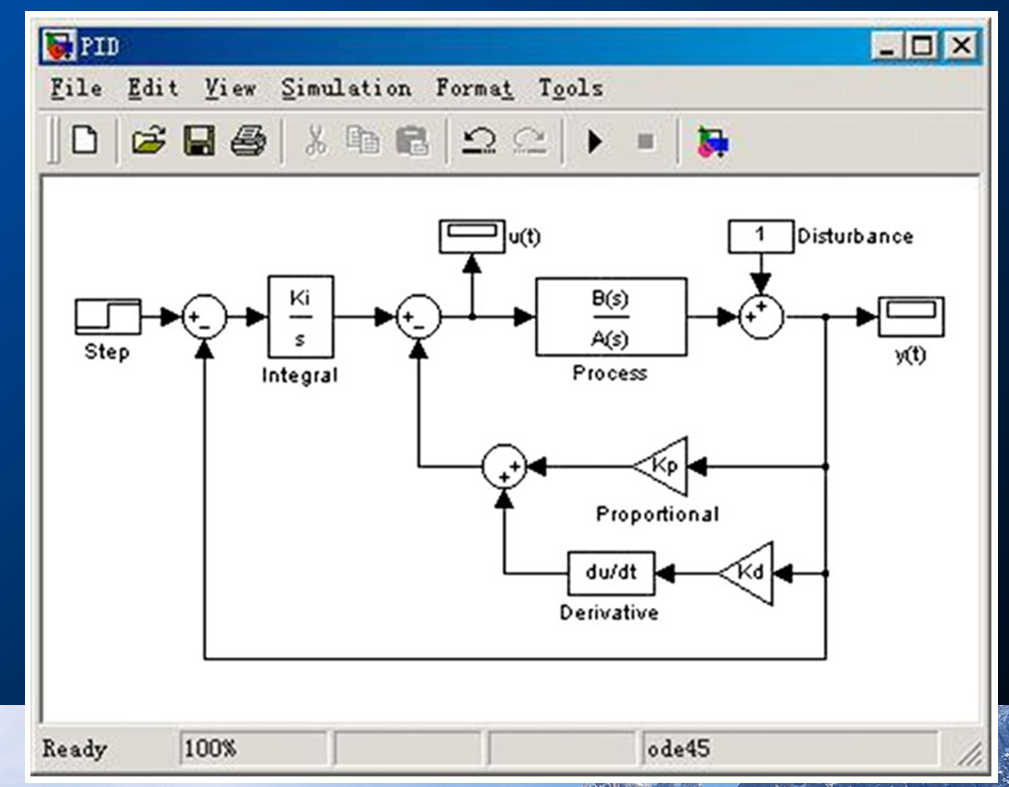 PID
File Edit View Simulation Format Tools
u(t)
1
Disturbance
Ki
s
B(s)
A(s)
Step
Integral
Process
y(t)
Kp
Proportional
du/dt
Kd
Derivative
Ready 100% ode45